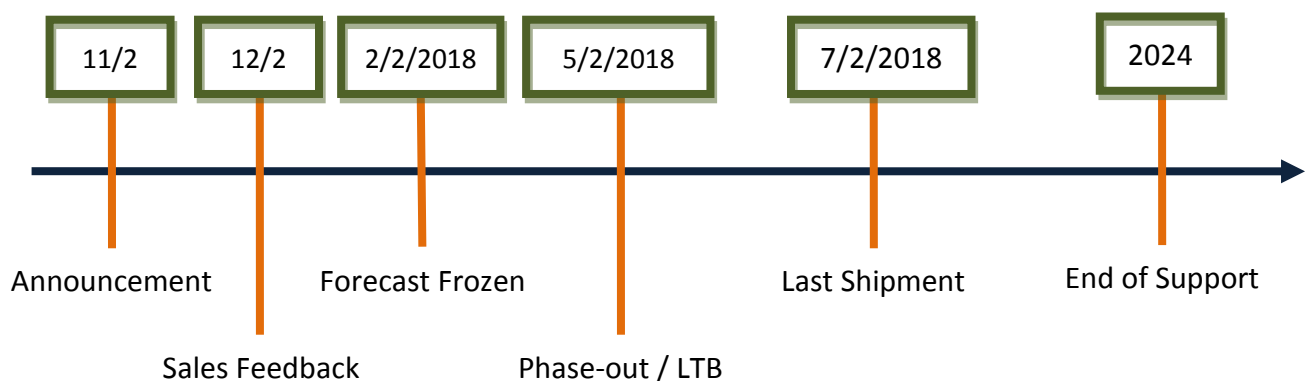 11/2
12/2
2/2/2018
5/2/2018
7/2/2018
2024
Announcement
Forecast Frozen
Last Shipment
End of Support
Sales Feedback
Phase-out / LTB